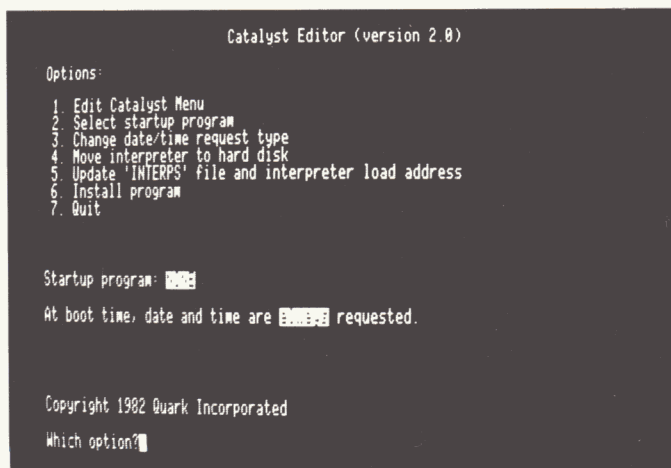 Catalyst Editor (version 2.0)
Options:
1. Edit Catalyst Menu
2. Select startup program
3. Change date/time request type
4. Move interpreter to hard disk
5. Update 'INTERPS' file and interpreter load address
6. Install program
7. Quit
Startup program:
At boot time, date and time are requested.
Copyright 1982 Quark Incorporated
Which option?